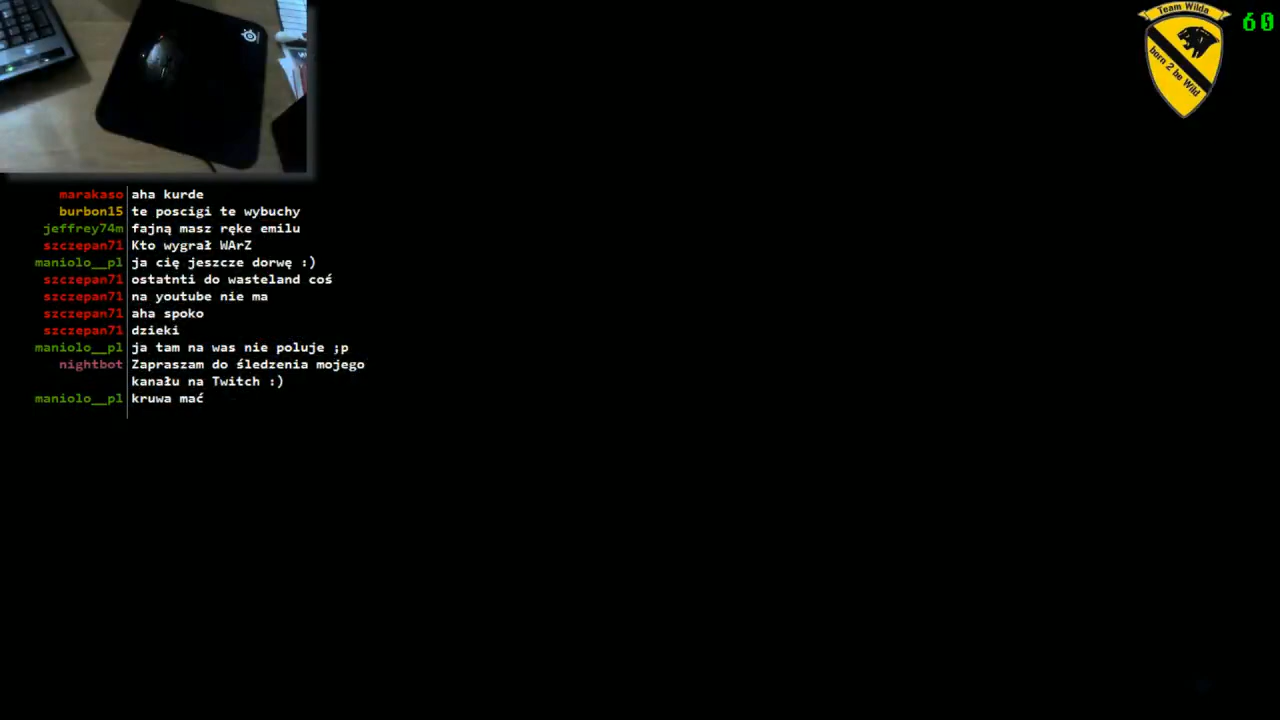 Team Wilda
born 2 be Wild
60
marakaso aha kurde
burbon15 te poscigi te wybuchy
jeffrey74m fajną masz ręke emilu
szczepan71 Kto wygrał WArZ
maniolo__pl ja cię jeszcze dorwę :)
szczepan71 ostatnti do wasteland coś
szczepan71 na youtube nie ma
szczepan71 aha spoko
szczepan71 dzieki
maniolo__pl ja tam na was nie poluje ;p
nightbot Zapraszam do śledzenia mojego
kanału na Twitch :)
maniolo__pl kruwa mać